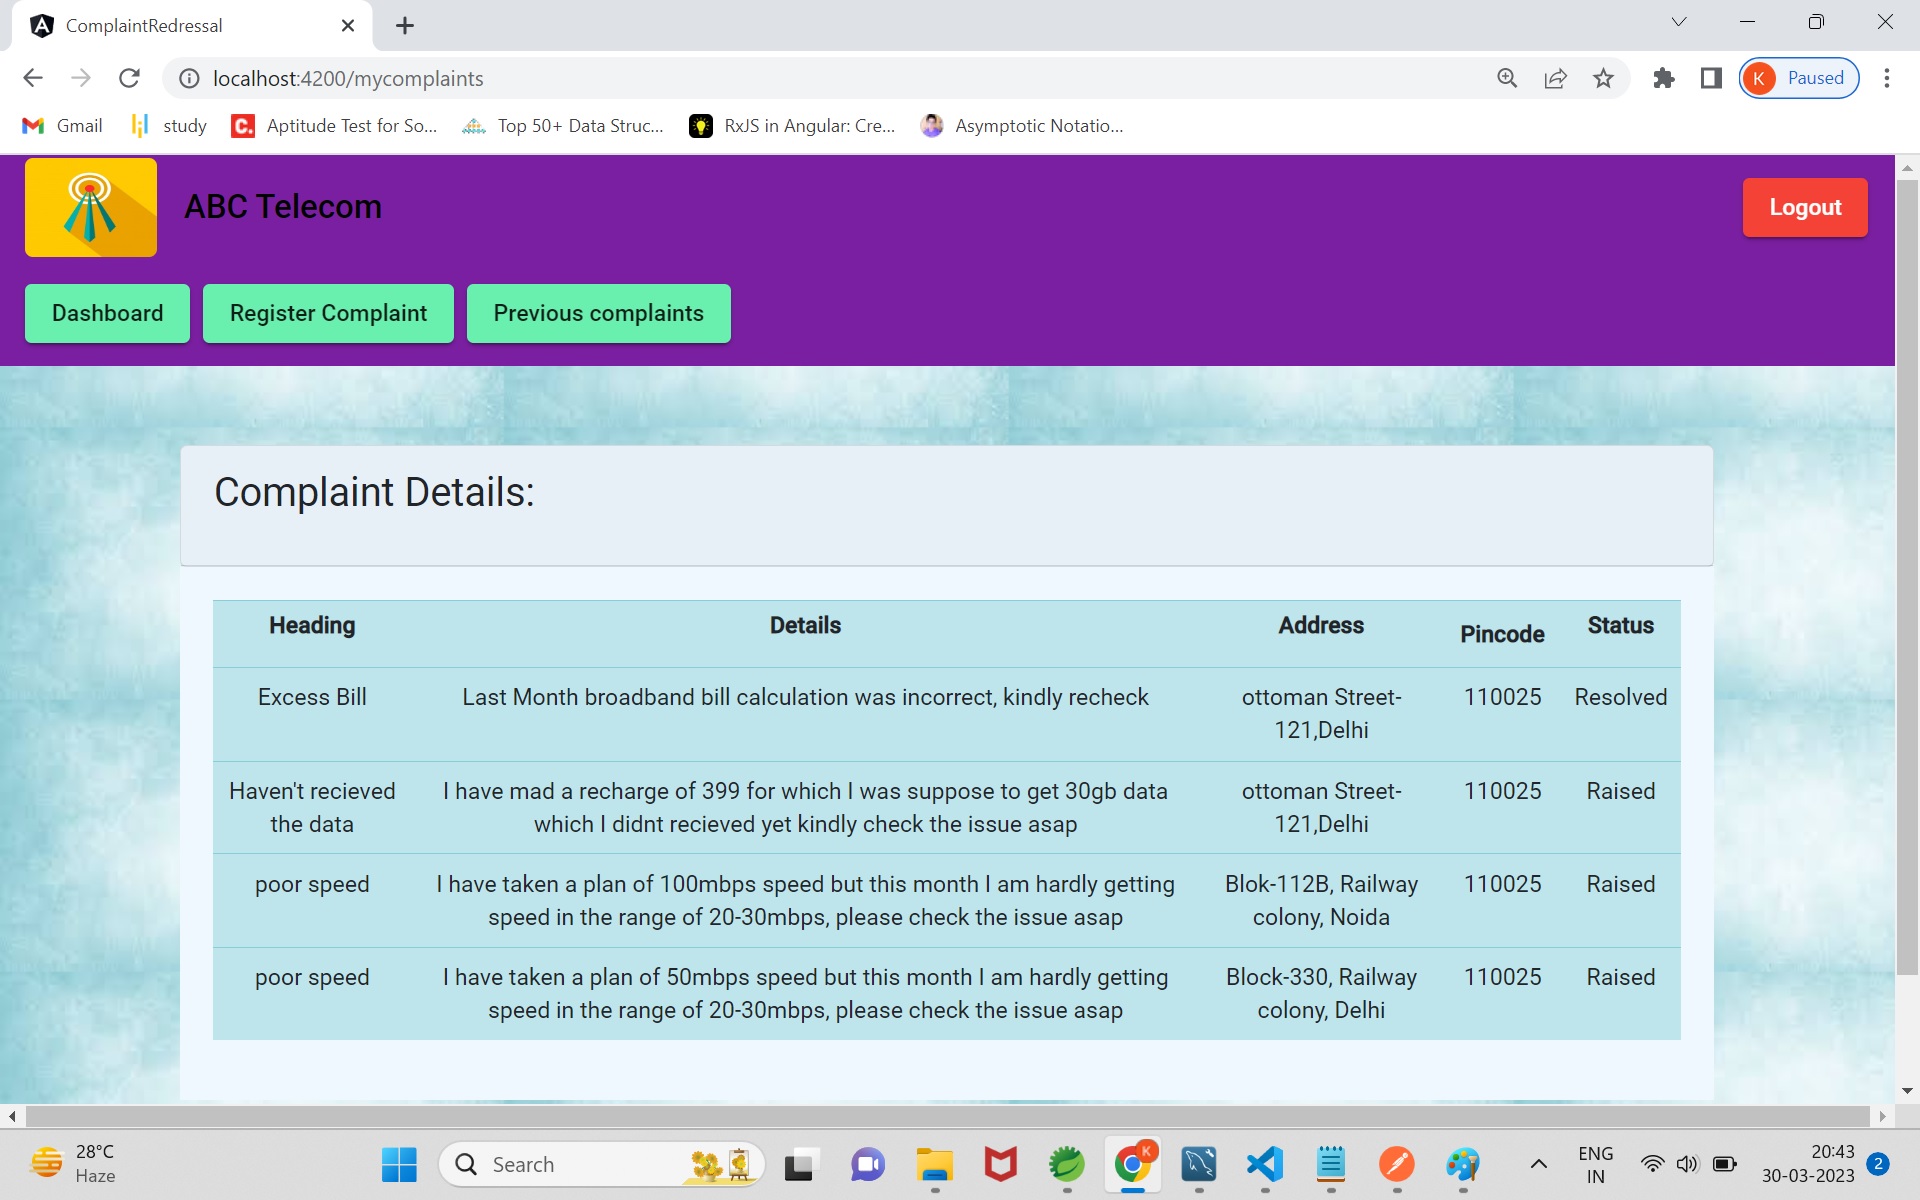 ComplaintRedressal
localhost:4200/mycomplaints
K Paused
Gmail study C. Aptitude Test for So... Top 50+ Data Struc... RxJS in Angular: Cre... Asymptotic Notatio...
ABC Telecom
Logout
Dashboard Register Complaint Previous complaints
Complaint Details:
Heading Details Address Pincode Status
Excess Bill Last Month broadband bill calculation was incorrect, kindly recheck ottoman Street- 110025 Resolved
121,Delhi
Haven't recieved I have mad a recharge of 399 for which I was suppose to get 30gb data ottoman Street- 110025 Raised
the data which I didnt recieved yet kindly check the issue asap 121,Delhi
poor speed I have taken a plan of 100mbps speed but this month I am hardly getting Blok-112B, Railway 110025 Raised
speed in the range of 20-30mbps, please check the issue asap colony, Noida
poor speed I have taken a plan of 50mbps speed but this month I am hardly getting Block-330, Railway 110025 Raised
speed in the range of 20-30mbps, please check the issue asap colony, Delhi
28°C
Haze
Search
K
ENG
IN
20:43
30-03-2023
2